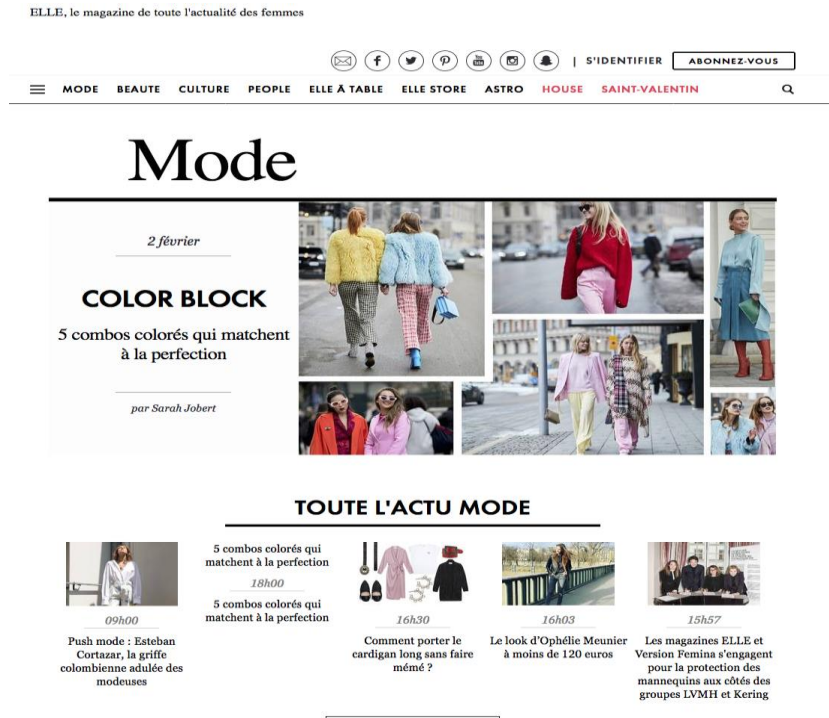 ELLE, le magazine de toute l'actualité des femmes
| S'IDENTIFIER ABONNEZ-VOUS
MODE BEAUTE CULTURE PEOPLE ELLE À TABLE ELLE STORE ASTRO HOUSE SAINT-VALENTIN
Mode
2 février
COLOR BLOCK
5 combos colorés qui matchent
à la perfection
par Sarah Jobert
TOUTE L'ACTU MODE
09h00
Push mode : Esteban
Cortazar, la griffe
colombienne adulée des
modeuses
5 combos colorés qui
matchent à la perfection
18h00
5 combos colorés qui
matchent à la perfection
16h30
Comment porter le
cardigan long sans faire
mémé ?
16h03
Le look d'Ophélie Meunier
à moins de 120 euros
15h57
Les magazines ELLE et
Version Femina s'engagent
pour la protection des
mannequins aux côtés des
groupes LVMH et Kering